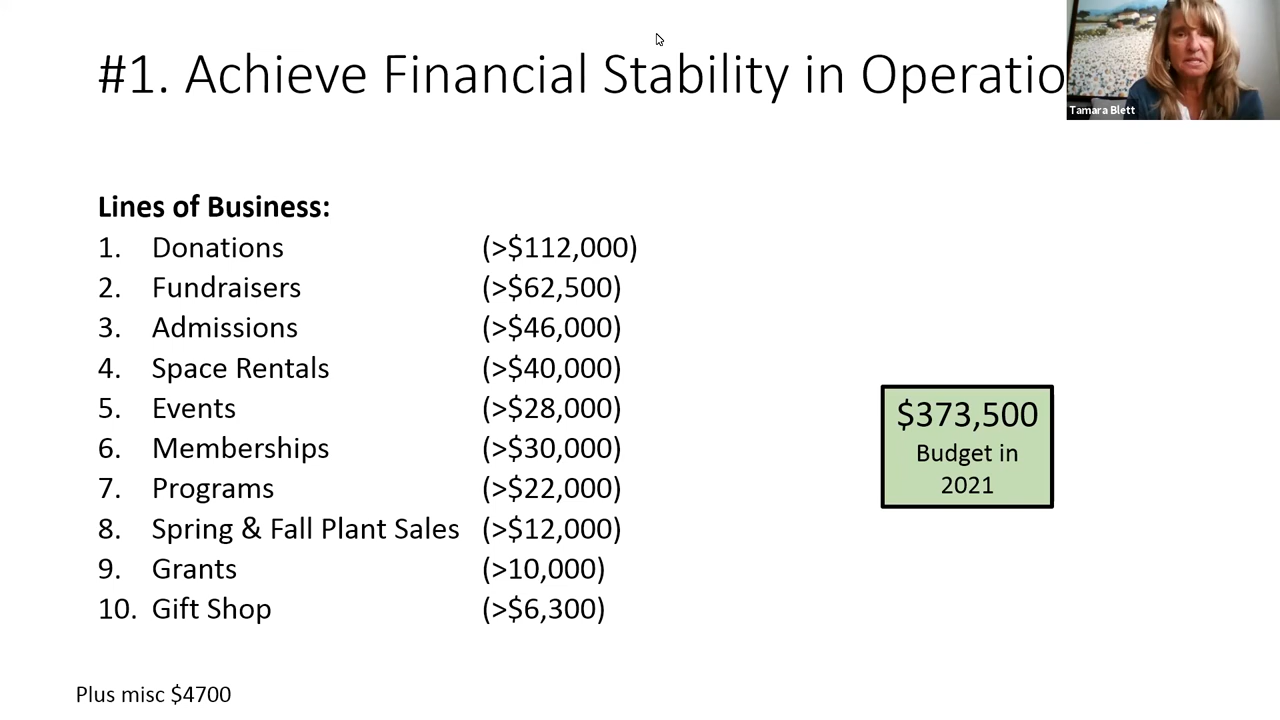 #1. Achieve Financial Stability in Operatio
Tamara Blett
Lines of Business:
1. Donations (>$112,000)
2. Fundraisers (>$62,500)
3. Admissions (>$46,000)
4. Space Rentals (>$40,000)
5. Events (>$28,000)
6. Memberships (>$30,000)
7. Programs (>$22,000)
8. Spring & Fall Plant Sales (>$12,000)
9. Grants (>10,000)
10. Gift Shop (>$6,300)
$373,500
Budget in
2021
Plus misc $4700